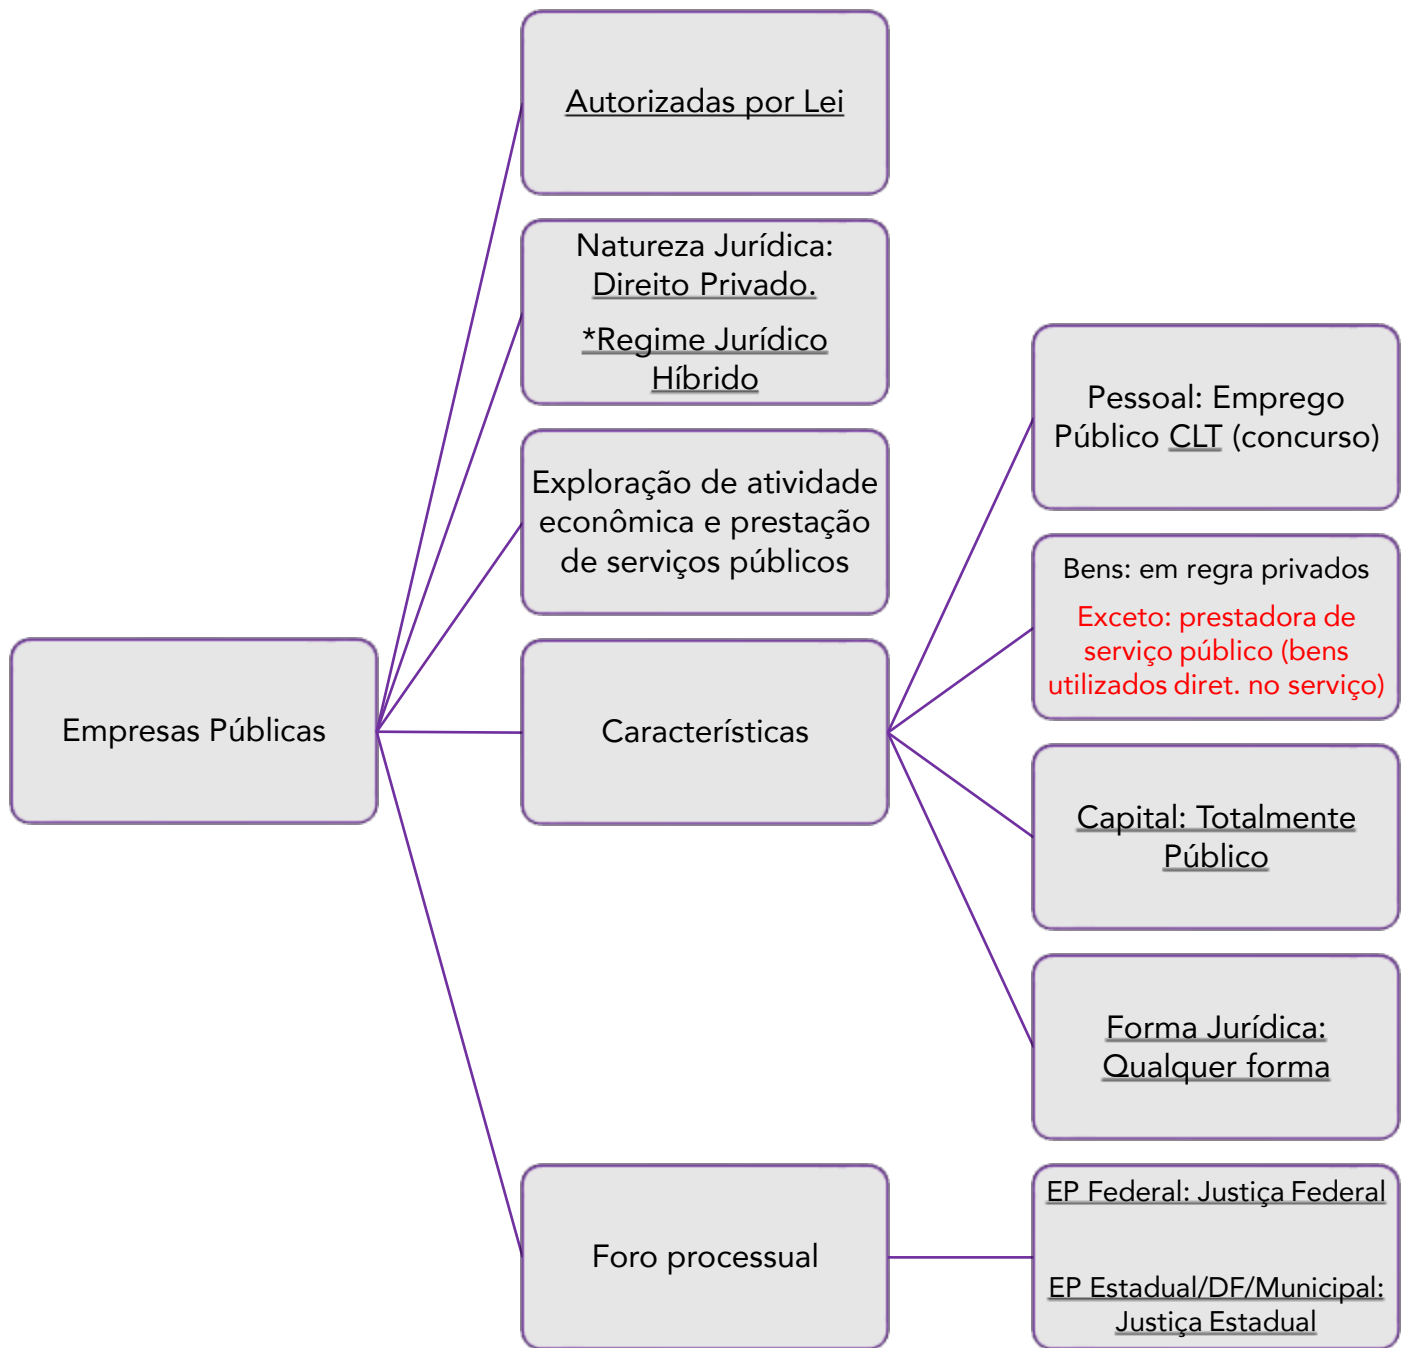 Empresas Públicas
Autorizadas por Lei
Natureza Jurídica:
Direito Privado.
*Regime Jurídico
Híbrido
Exploração de atividade
econômica e prestação
de serviços públicos
Características
Pessoal: Emprego
Público CLT (concurso)
Bens: em regra privados
Exceto: prestadora de
serviço público (bens
utilizados diret. no serviço)
Capital: Totalmente
Público
Forma Jurídica:
Qualquer forma
Foro processual
EP Federal: Justiça Federal
EP Estadual/DF/Municipal:
Justiça Estadual